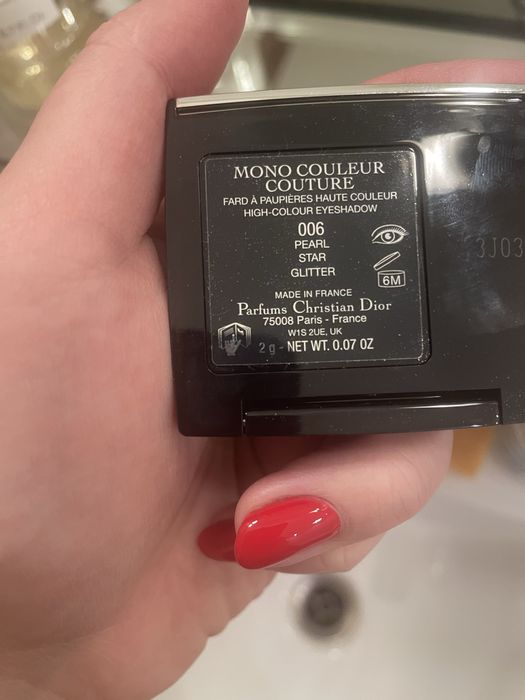 MONO COULEUR
COUTURE
FARD À PAUPIÈRES HAUTE COULEUR
HIGH-COLOUR EYESHADOW
006
PEARL
STAR
GLITTER
6M
MADE IN FRANCE
Parfums Christian Dior
75008 Paris - France
W1S 2UE, UK
2 g - NET WT. 0.07 OZ
3J03